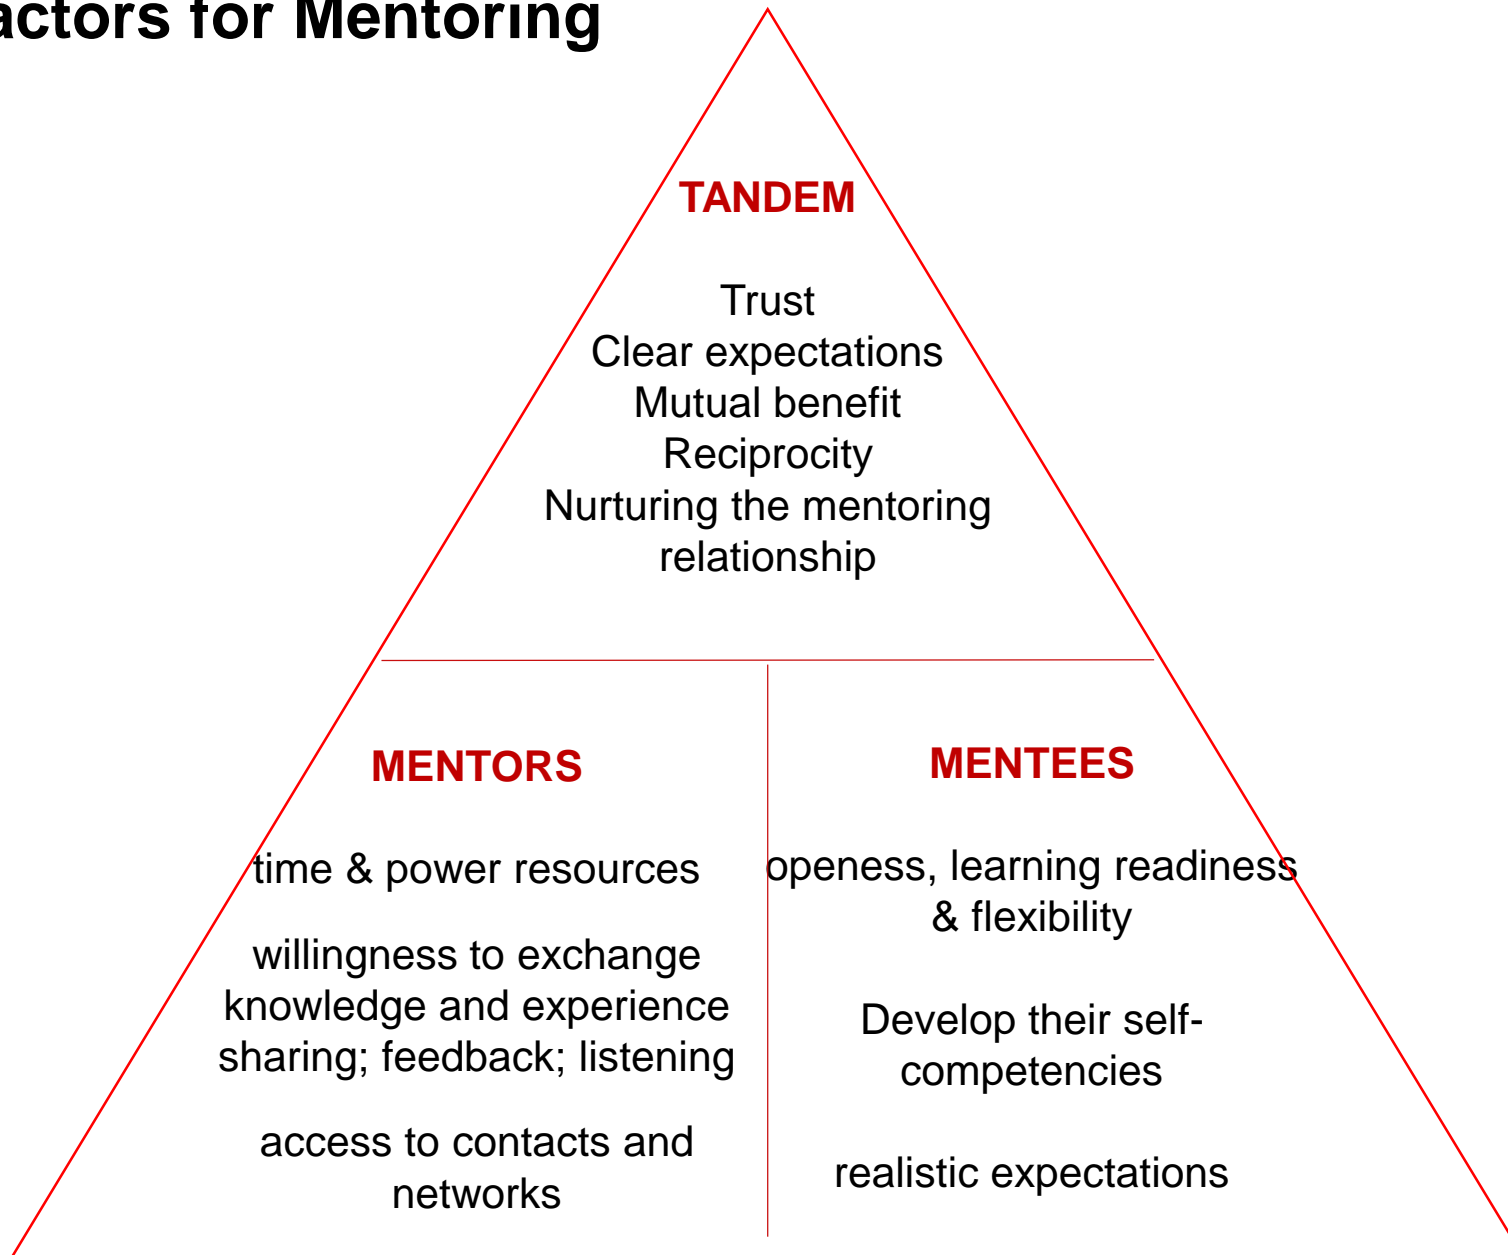 actors for Mentoring
TANDEM
Trust
Clear expectations
Mutual benefit
Reciprocity
Nurturing the mentoring
relationship
MENTORS
time & power resources
willingness to exchange
knowledge and experience
sharing; feedback; listening
access to contacts and
networks
MENTEES
openess, learning readiness
& flexibility
Develop their self-
competencies
realistic expectations